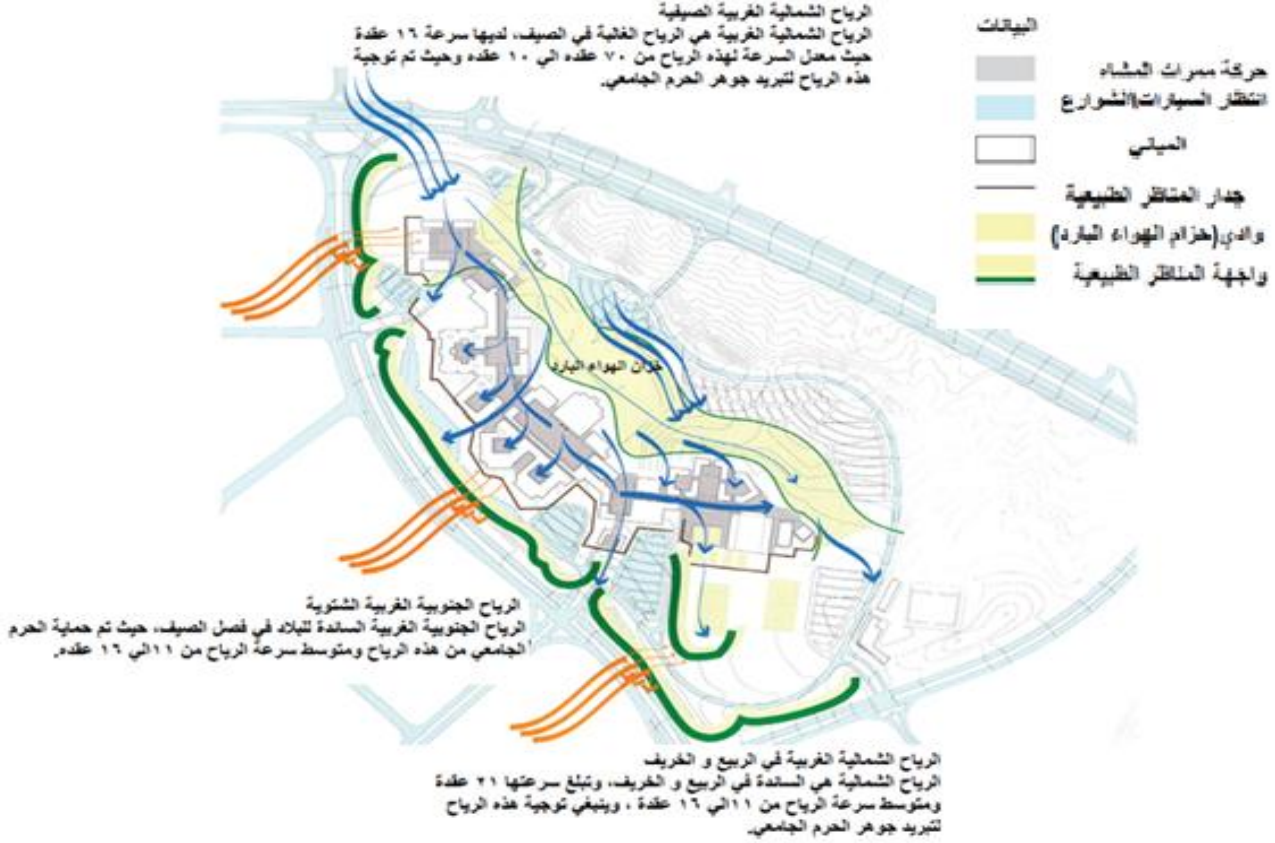 الرياح الشمالية الغربية الصيفية
الرياح الشمالية الغربية هي الرياح الغالبة في الصيف، لديها سرعة ١٦ عقدة
حيث معدل السرعة لهذه الرياح من ٧٠ عقده الي ١٠ عقده وحيث تم توجية
هذه الرياح لتبريد جوهر الحرم الجامعي.
البيانات
حركة ممرات المشاه
انتظار السيارات\الشوارع
المباني
جدار المناظر الطبيعية
وادي(حزام الهواء البارد)
واجهة المناظر الطبيعية
خزان الهواء البارد
الرياح الجنوبية الغربية الشتوية
الرياح الجنوبية الغربية السائدة للبلاد في فصل الصيف، حيث تم حماية الحرم
الجامعي من هذه الرياح ومتوسط سرعة الرياح من ١١الي ١٦ عقده.
الرياح الشمالية الغربية في الربيع و الخريف
الرياح الشمالية هي السائدة في الربيع و الخريف، وتبلغ سرعتها ٢١ عقدة
ومتوسط سرعة الرياح من ١١الي ١٦ عقدة ، وينبغي توجية هذه الرياح
لتبريد جوهر الحرم الجامعي.